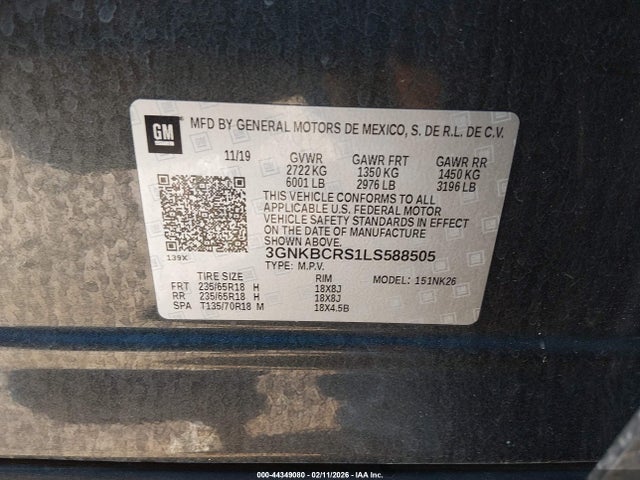 GM
MFD BY GENERAL MOTORS DE MEXICO, S. DE R.L. DE C.V.
11/19 GVWR GAWR FRT GAWR RR
2722 KG 1350 KG 1450 KG
6001 LB 2976 LB 3196 LB
THIS VEHICLE CONFORMS TO ALL
APPLICABLE U.S. FEDERAL MOTOR
VEHICLE SAFETY STANDARDS IN EFFECT
ON THE DATE OF MANUFACTURE
SHOWN ABOVE.
139X
3GNKBCRS1LS588505
TYPE: M.P.V. MODEL: 151NK26
TIRE SIZE RIM
FRT 235/65R18 H 18X8J
RR 235/65R18 H 18X8J
SPA T135/70R18 M 18X4.5B
000-44349080 - 02/11/2026 - IAA Inc.